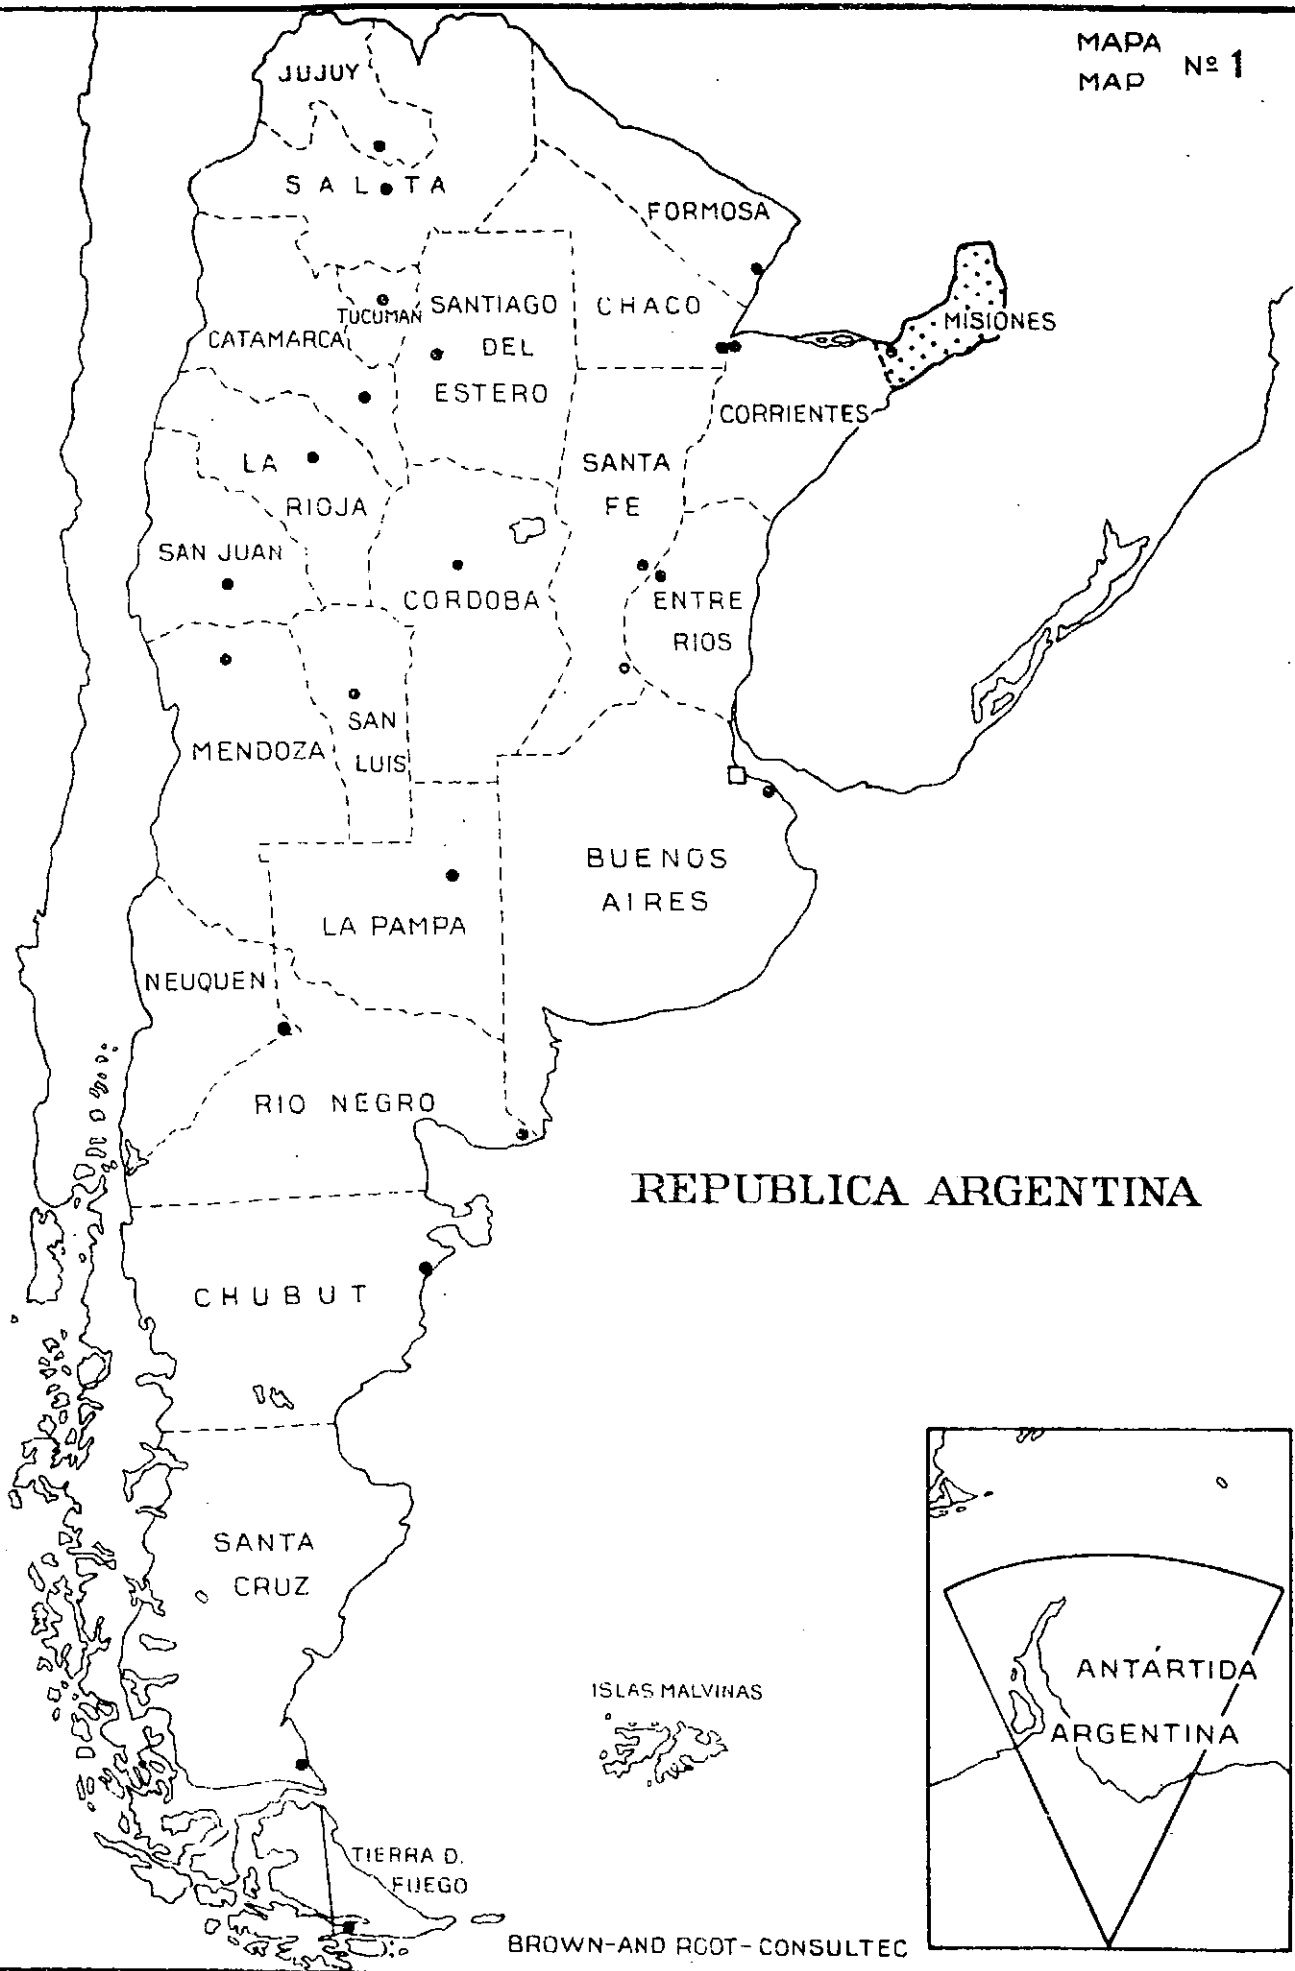 MAPA
MAP
Nº 1
JUJUY
SALTA
FORMOSA
MISIONES
TUCUMAN
SANTIAGO
DEL
ESTERO
CHACO
CATAMARCA
CORRIENTES
LA
RIOJA
SANTA
FE
SAN JUAN
CORDOBA
ENTRE
RIOS
MENDOZA
SAN
LUIS
BUENOS
AIRES
LA PAMPA
NEUQUEN
RIO NEGRO
REPUBLICA ARGENTINA
CHUBUT
SANTA
CRUZ
ISLAS MALVINAS
ANTÁRTIDA
ARGENTINA
TIERRA D.
FUEGO
BROWN-AND ROOT-CONSULTEC